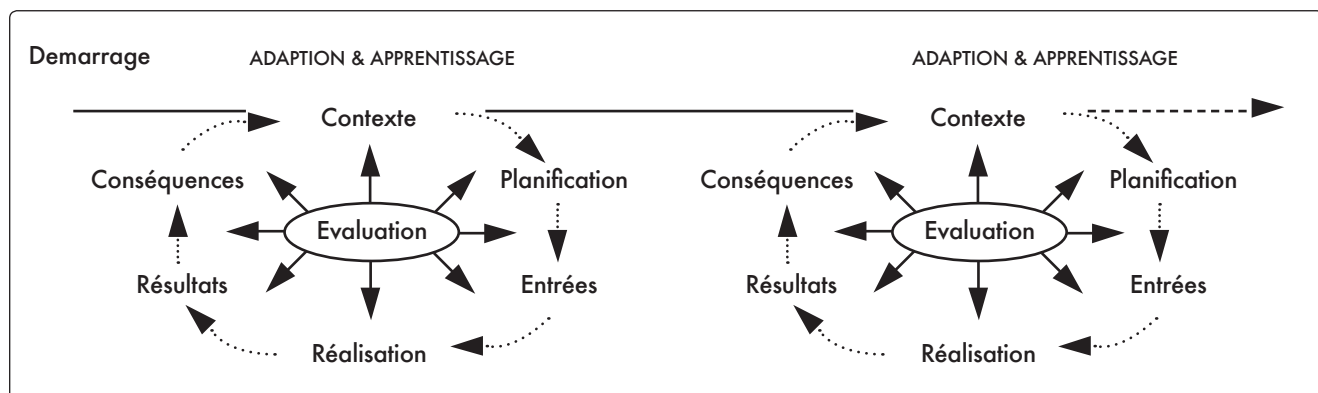 Demarrage
ADAPTION & APPRENTISSAGE
ADAPTION & APPRENTISSAGE
Contexte
Conséquences
Planification
Evaluation
Résultats
Entrées
Réalisation
Contexte
Conséquences
Planification
Evaluation
Résultats
Entrées
Réalisation